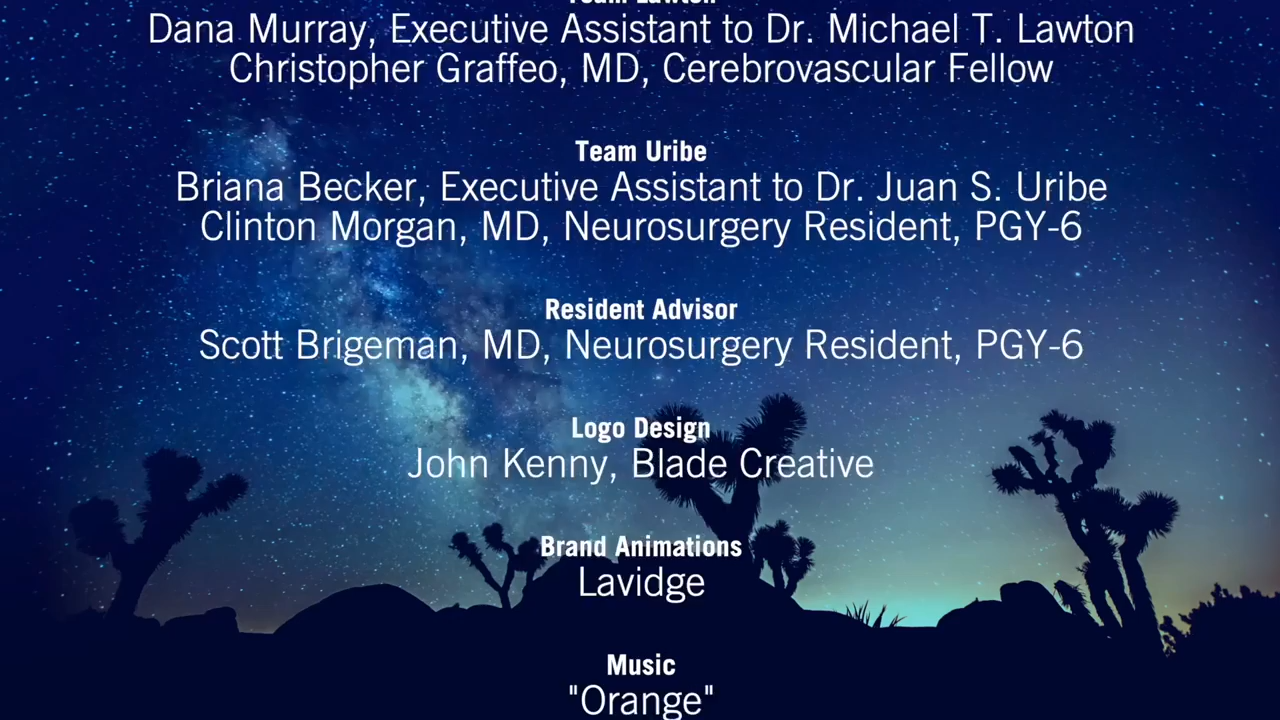 Team Lawton
Dana Murray, Executive Assistant to Dr. Michael T. Lawton
Christopher Graffeo, MD, Cerebrovascular Fellow
Team Uribe
Briana Becker, Executive Assistant to Dr. Juan S. Uribe
Clinton Morgan, MD, Neurosurgery Resident, PGY-6
Resident Advisor
Scott Brigeman, MD, Neurosurgery Resident, PGY-6
Logo Design
John Kenny, Blade Creative
Brand Animations
Lavidge
Music
"Orange"